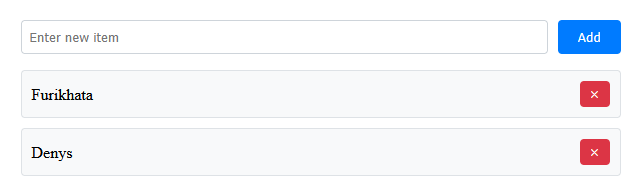 Enter new item
Add
Furikhata
×
Denys
×